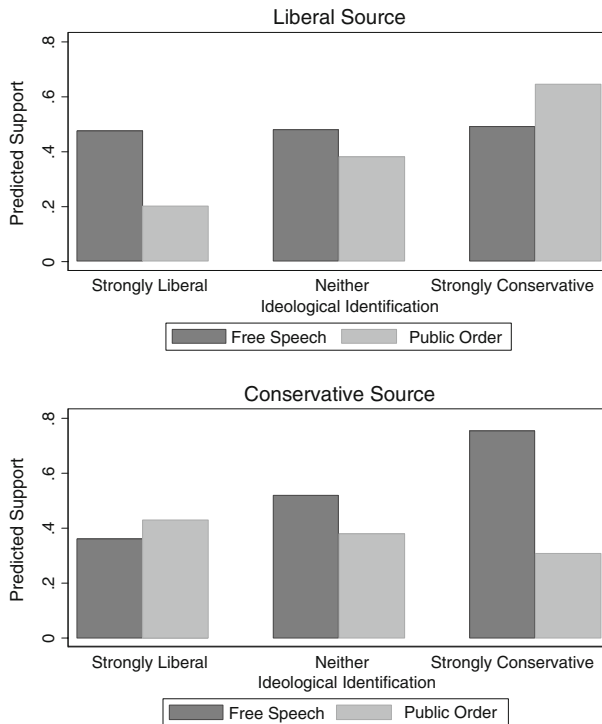 Liberal Source
Predicted Support
.8
.6
.4
.2
0
Strongly Liberal Neither Strongly Conservative
Ideological Identification
Free Speech Public Order
Conservative Source
Predicted Support
.8
.6
.4
.2
0
Strongly Liberal Neither Strongly Conservative
Ideological Identification
Free Speech Public Order